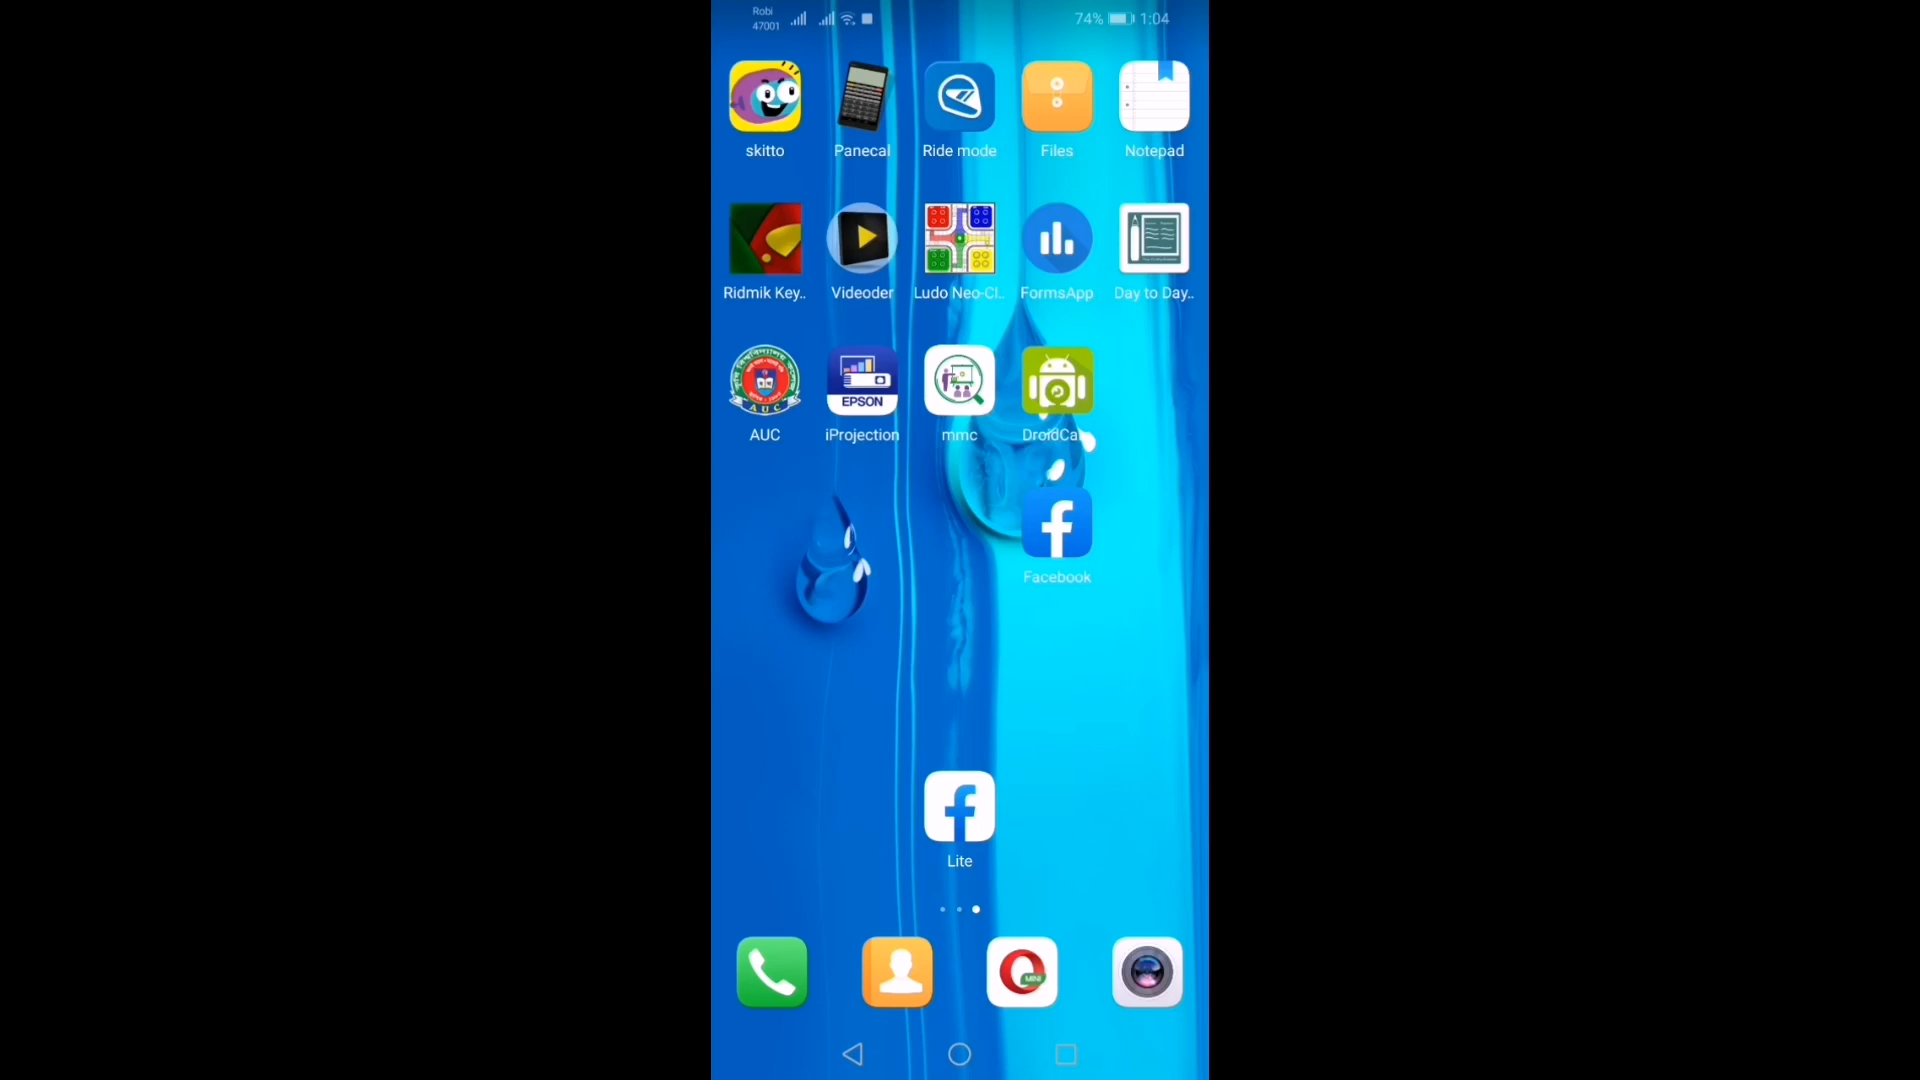 Robi
47001
74% 1:04
skitto Panecal Ride mode Files Notepad
Ridmik Key.. Videoder Ludo Neo-Cl.. FormsApp Day to Day..
A U C
EPSON
AUC iProjection mmc
Facebook
Lite
MINI